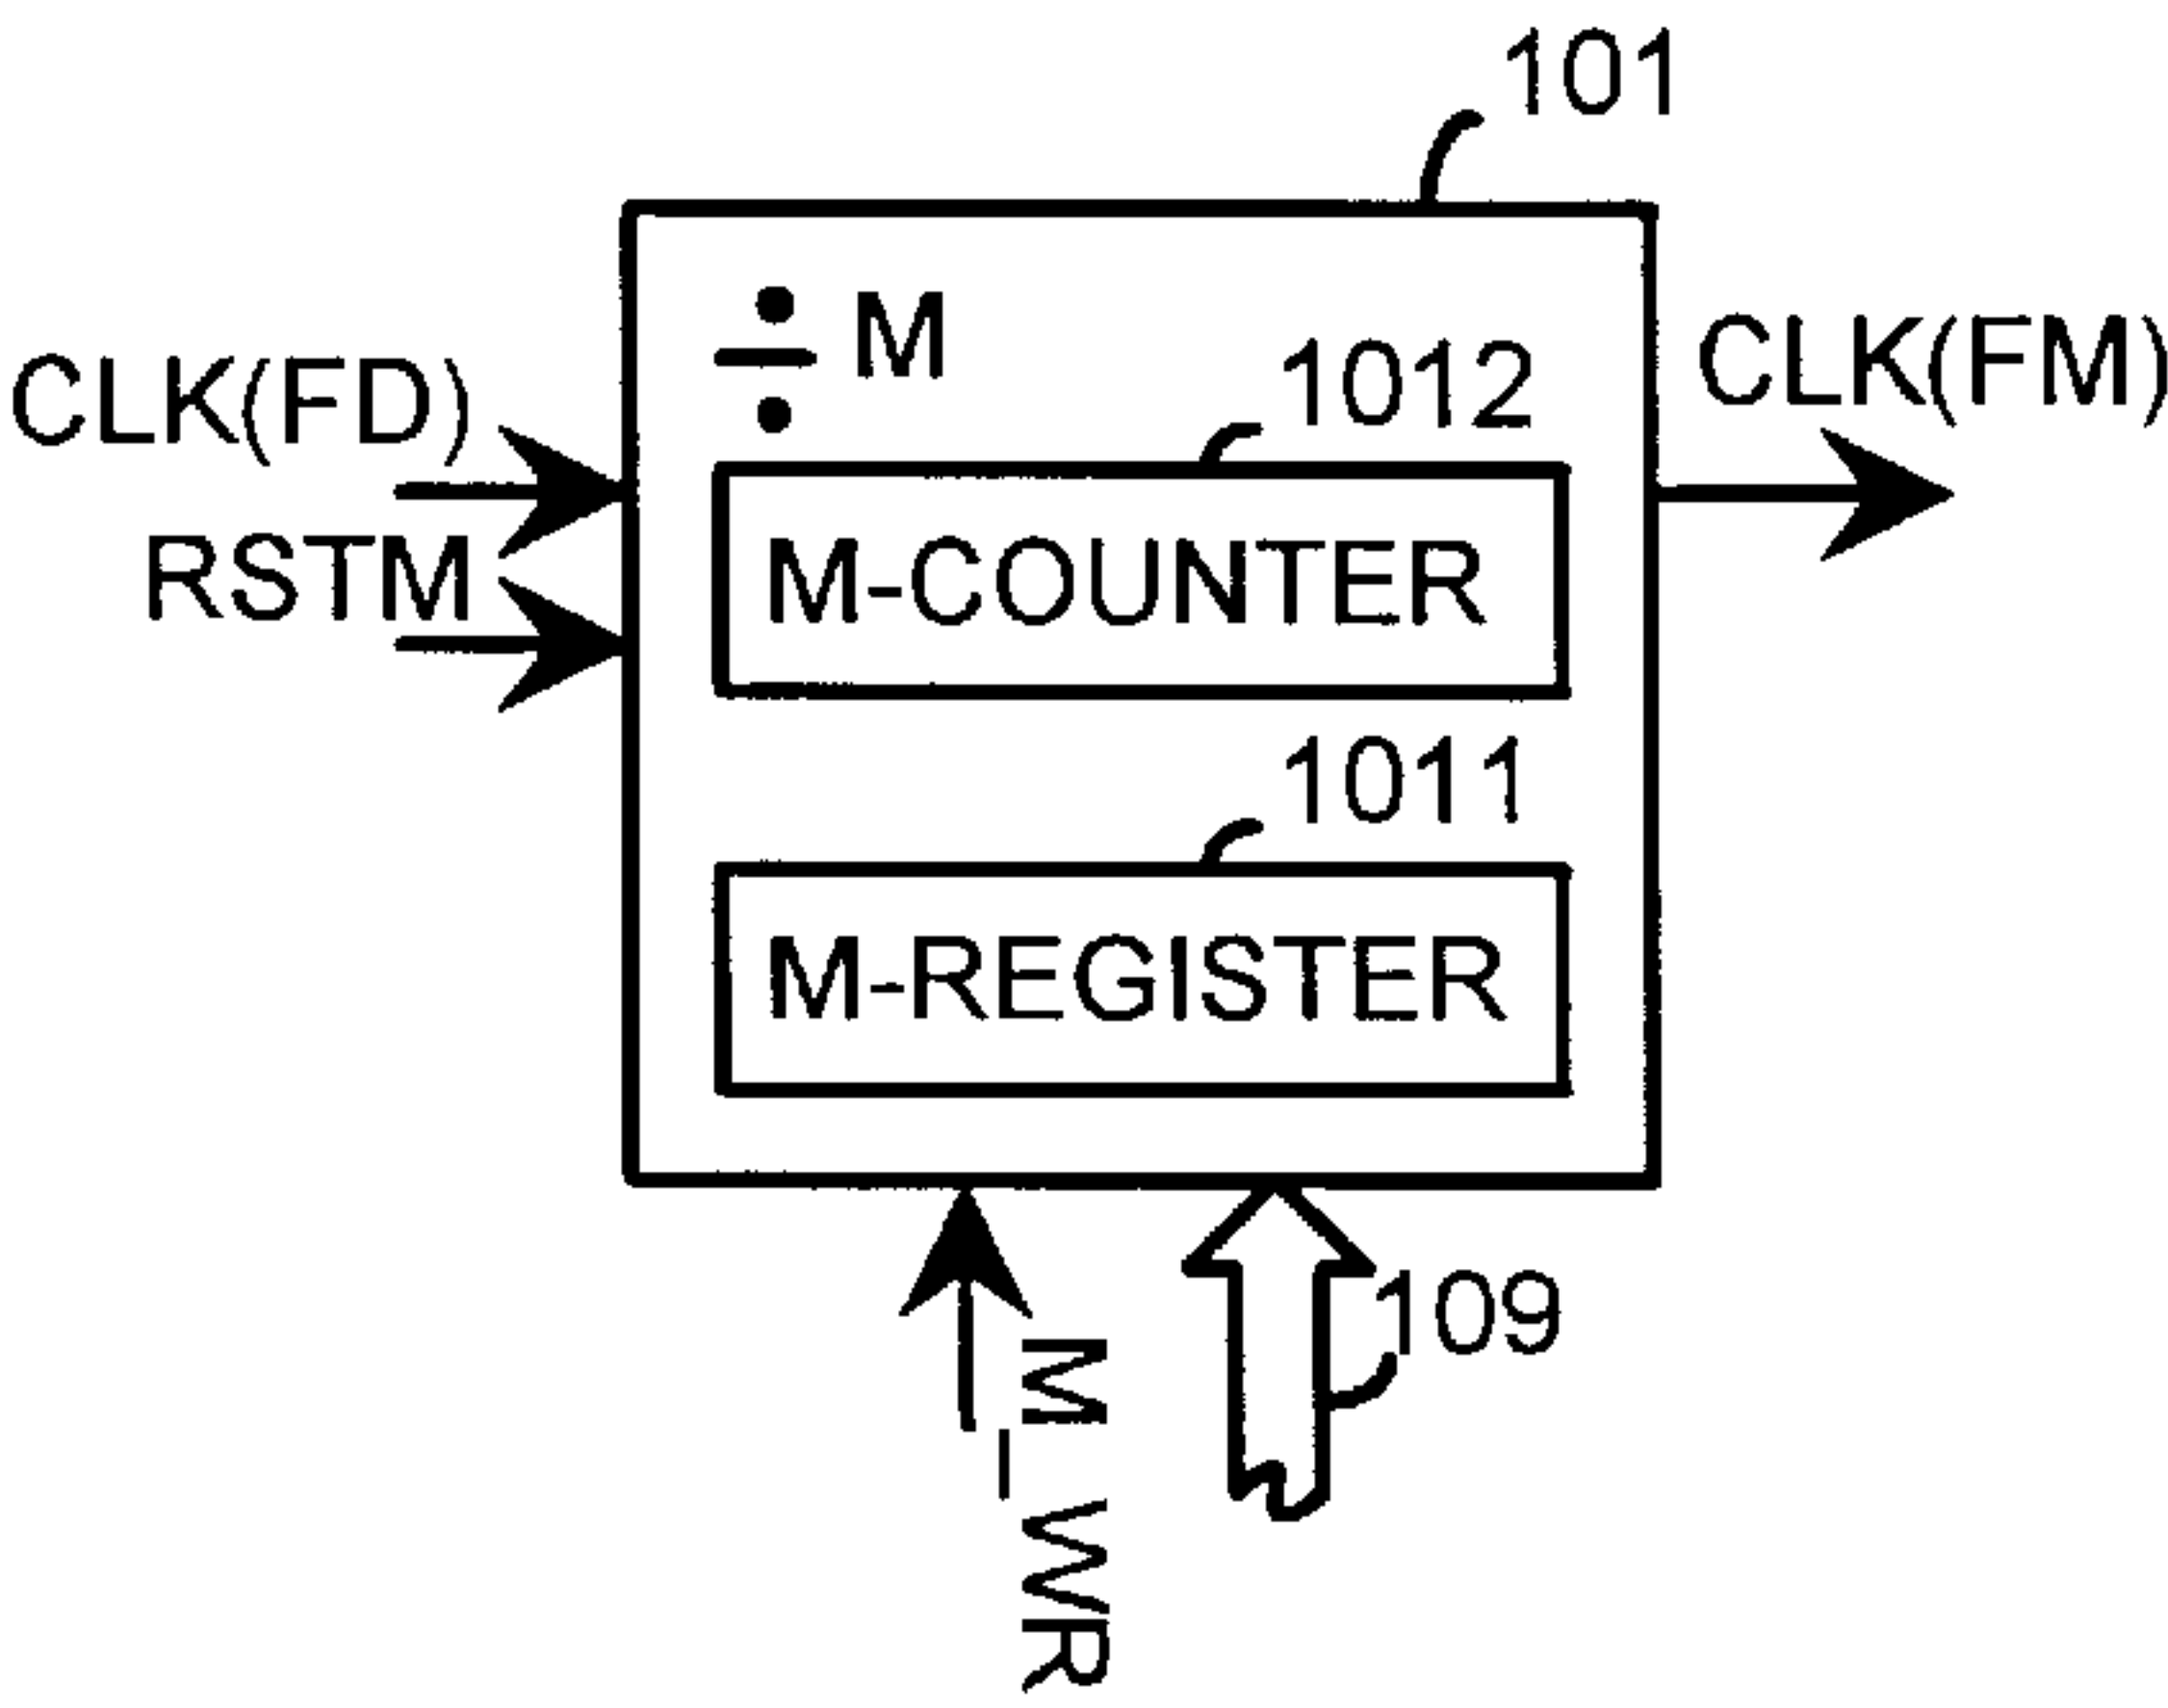 101
÷ M
CLK(FD)
CLK(FM)
1012
RSTM
M-COUNTER
1011
M-REGISTER
109
M_WR